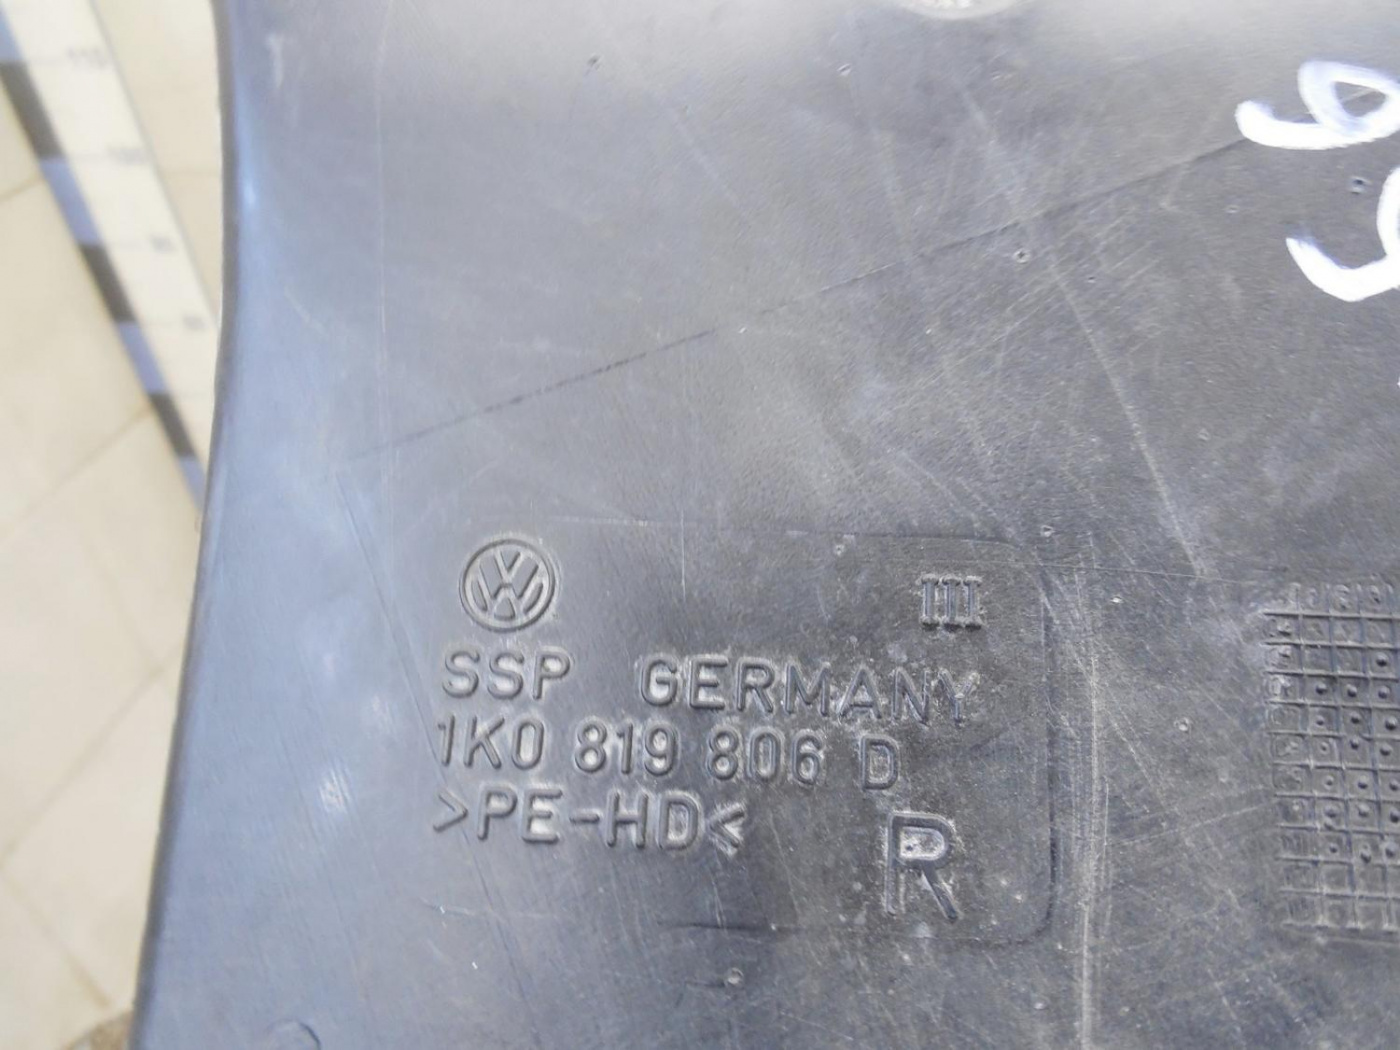 III
SSP GERMANY
1K0 819 806 D
>PE-HD<
R